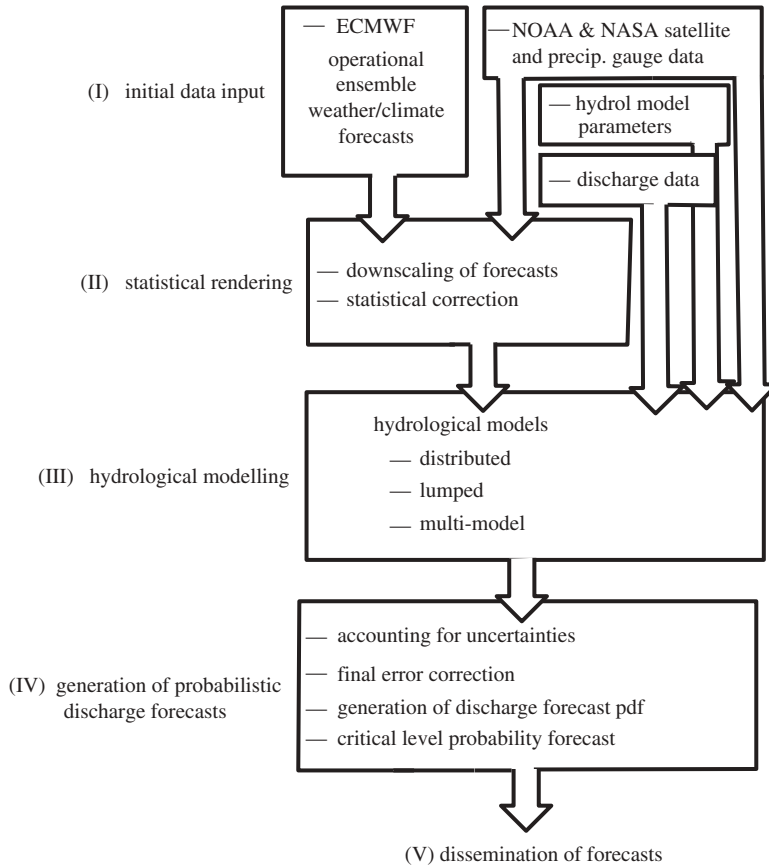 — ECMWF
operational
ensemble
weather/climate
forecasts
— NOAA & NASA satellite
and precip. gauge data
(I) initial data input
— hydrol model
parameters
— discharge data
(II) statistical rendering
— downscaling of forecasts
— statistical correction
(III) hydrological modelling
hydrological models
— distributed
— lumped
— multi-model
(IV) generation of probabilistic
discharge forecasts
— accounting for uncertainties
— final error correction
— generation of discharge forecast pdf
— critical level probability forecast
(V) dissemination of forecasts